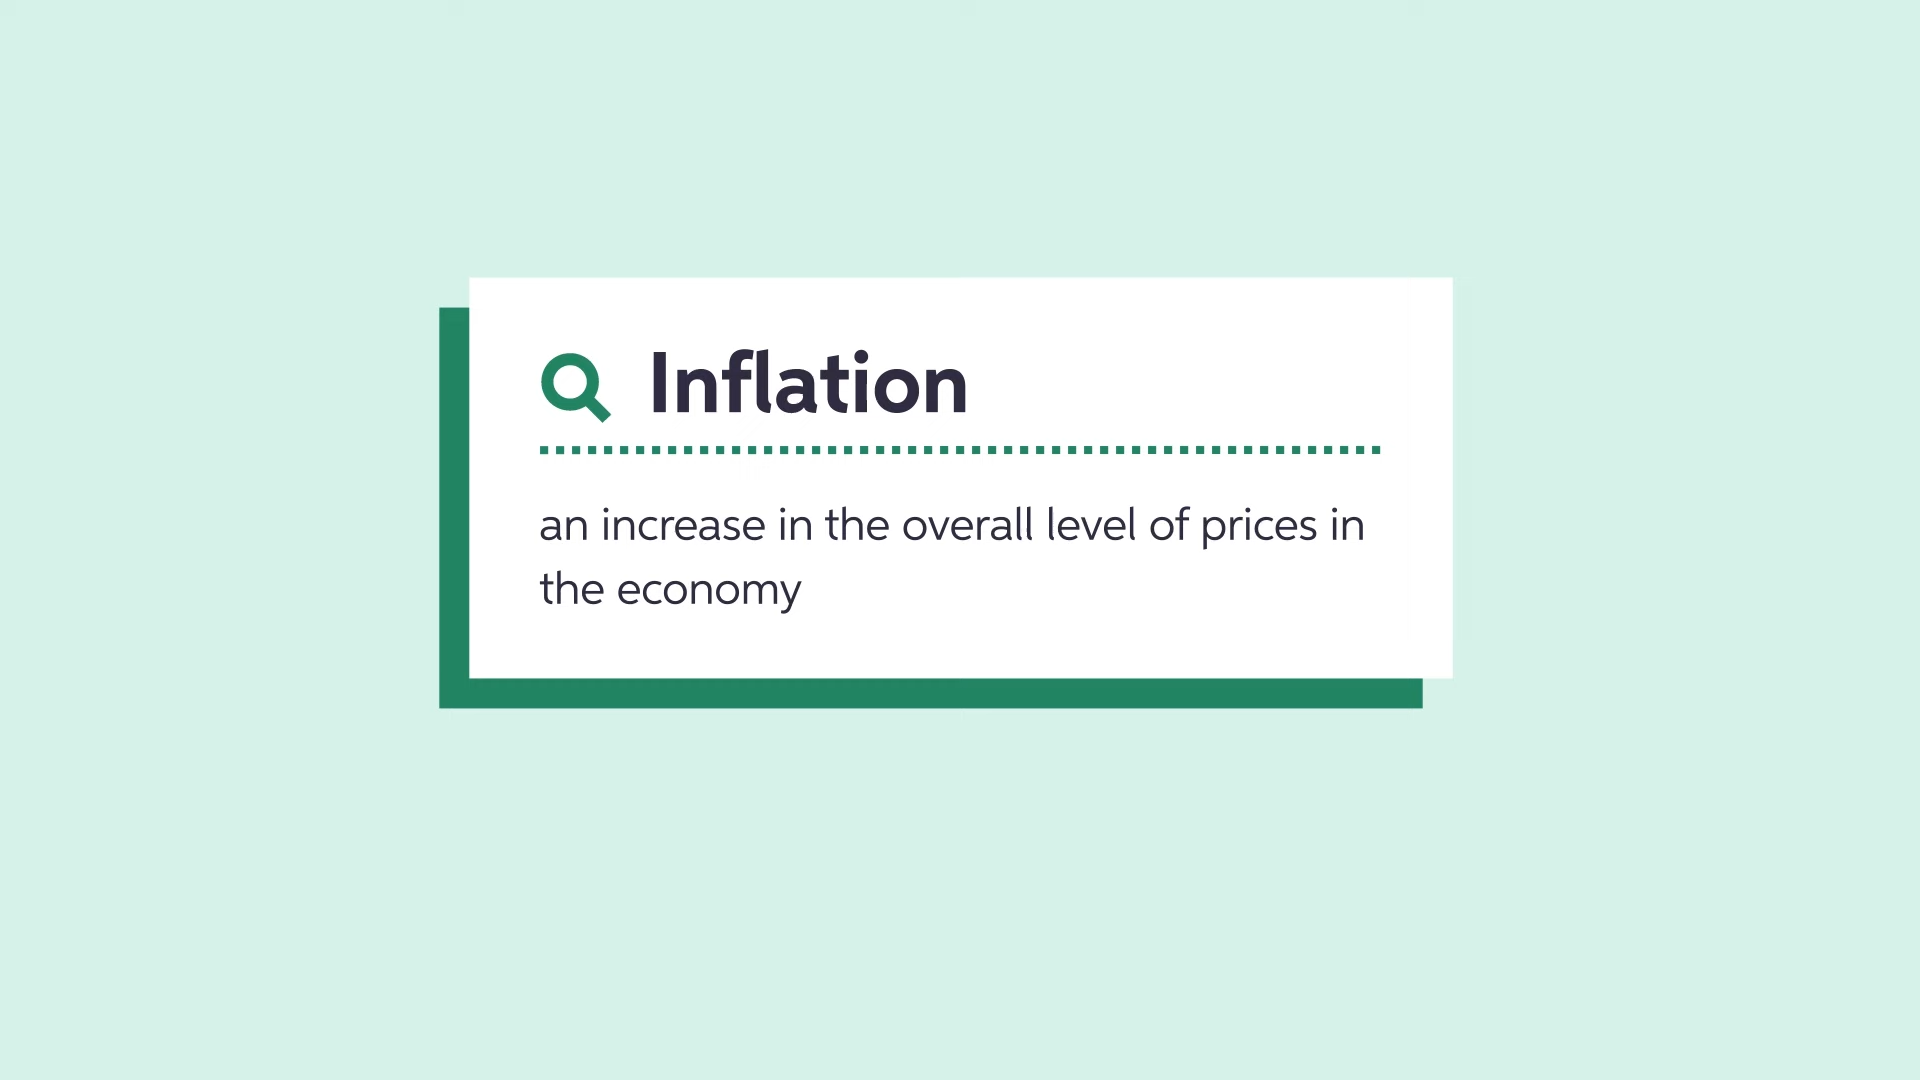 Inflation
an increase in the overall level of prices in
the economy